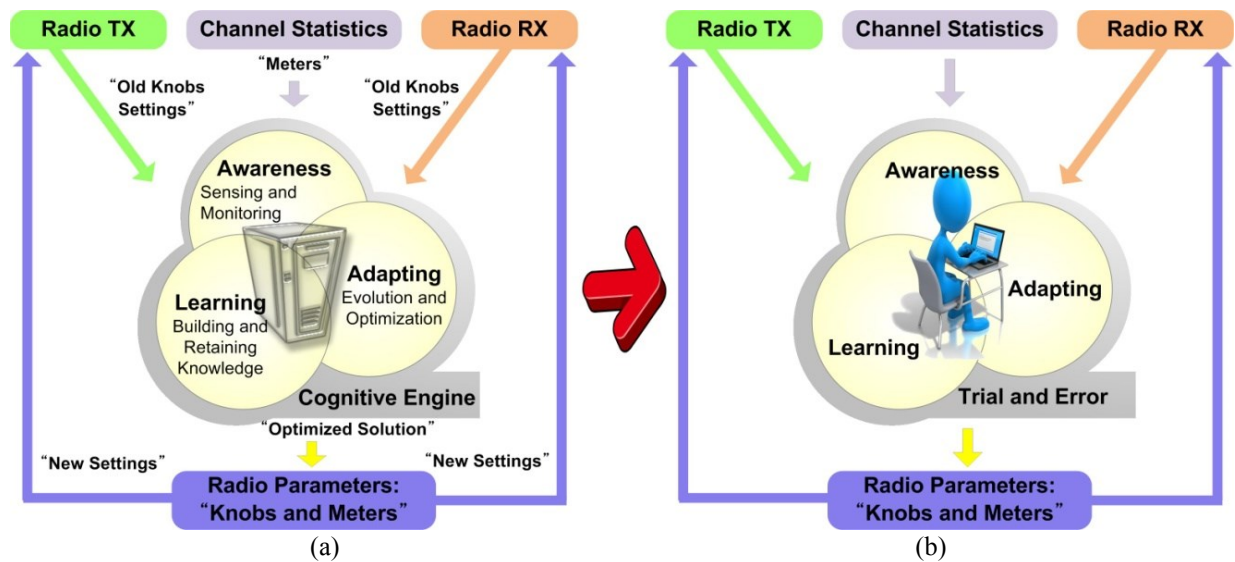 Radio TX
Channel Statistics
Radio RX
“Meters”
“Old Knobs
Settings”
“Old Knobs
Settings”
Awareness
Sensing and
Monitoring
Adapting
Evolution and
Optimization
Learning
Building and
Retaining
Knowledge
Cognitive Engine
“Optimized Solution”
“New Settings”
“New Settings”
Radio Parameters:
“Knobs and Meters”
(a)
Radio TX
Channel Statistics
Radio RX
Awareness
Adapting
Learning
Trial and Error
Radio Parameters:
“Knobs and Meters”
(b)